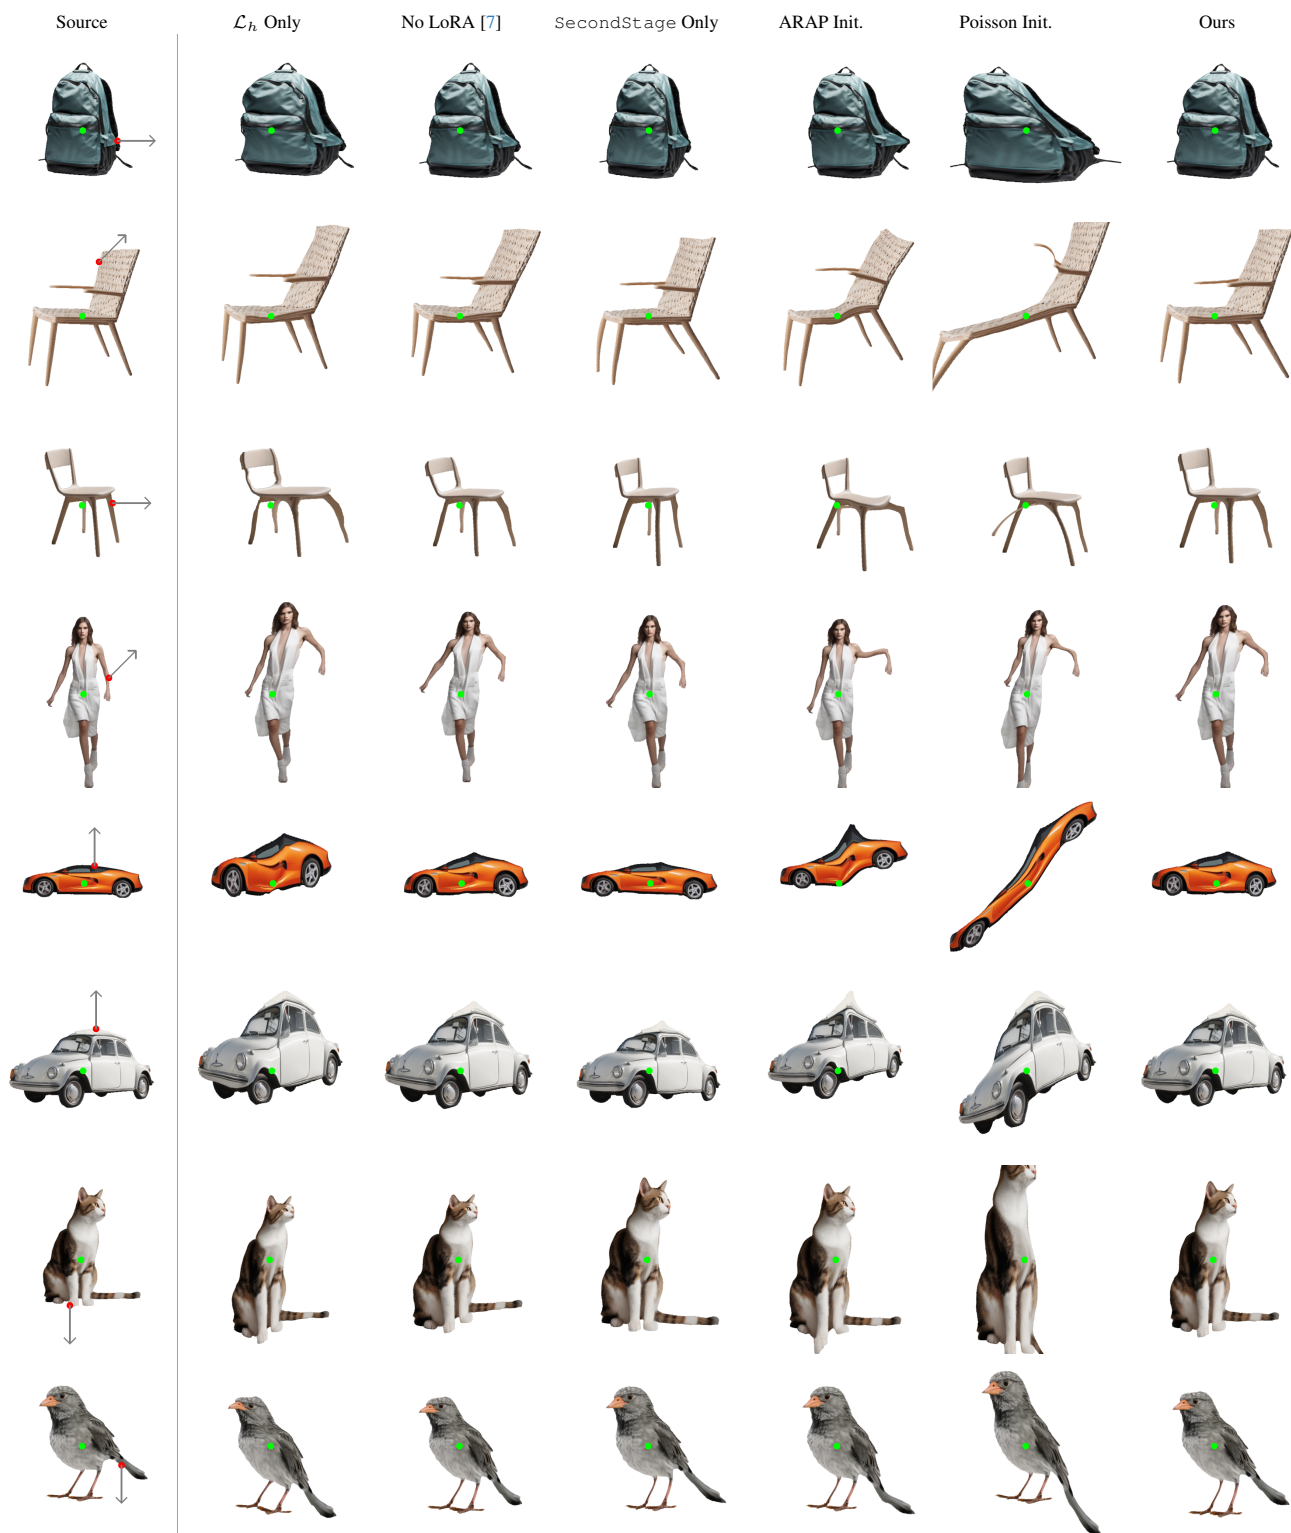 Source ℒh Only No LoRA [7] SecondStage Only ARAP Init. Poisson Init. Ours